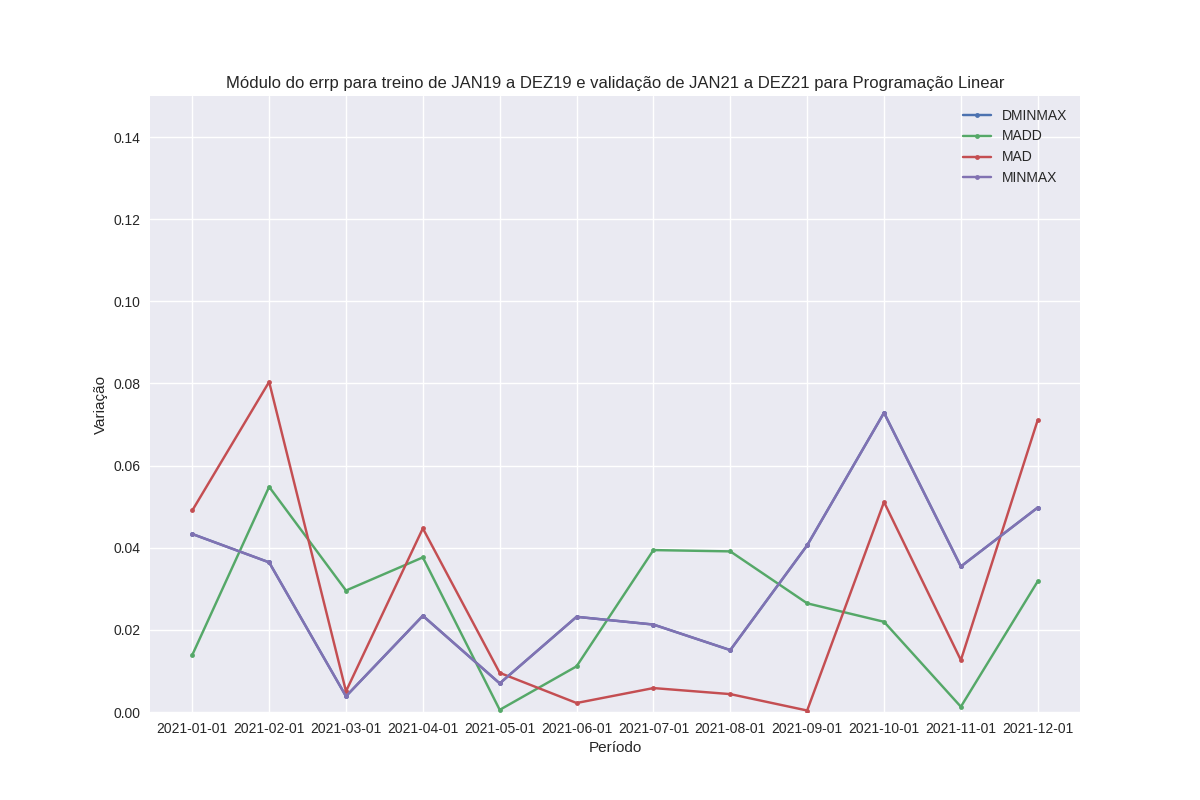 Módulo do errp para treino de JAN19 a DEZ19 e validação de JAN21 a DEZ21 para Programação Linear
DMINMAX
MADD
MAD
MINMAX
0.14
0.12
0.10
0.08
0.06
0.04
0.02
0.00
Variação
2021-01-01 2021-02-01 2021-03-01 2021-04-01 2021-05-01 2021-06-01 2021-07-01 2021-08-01 2021-09-01 2021-10-01 2021-11-01 2021-12-01
Período